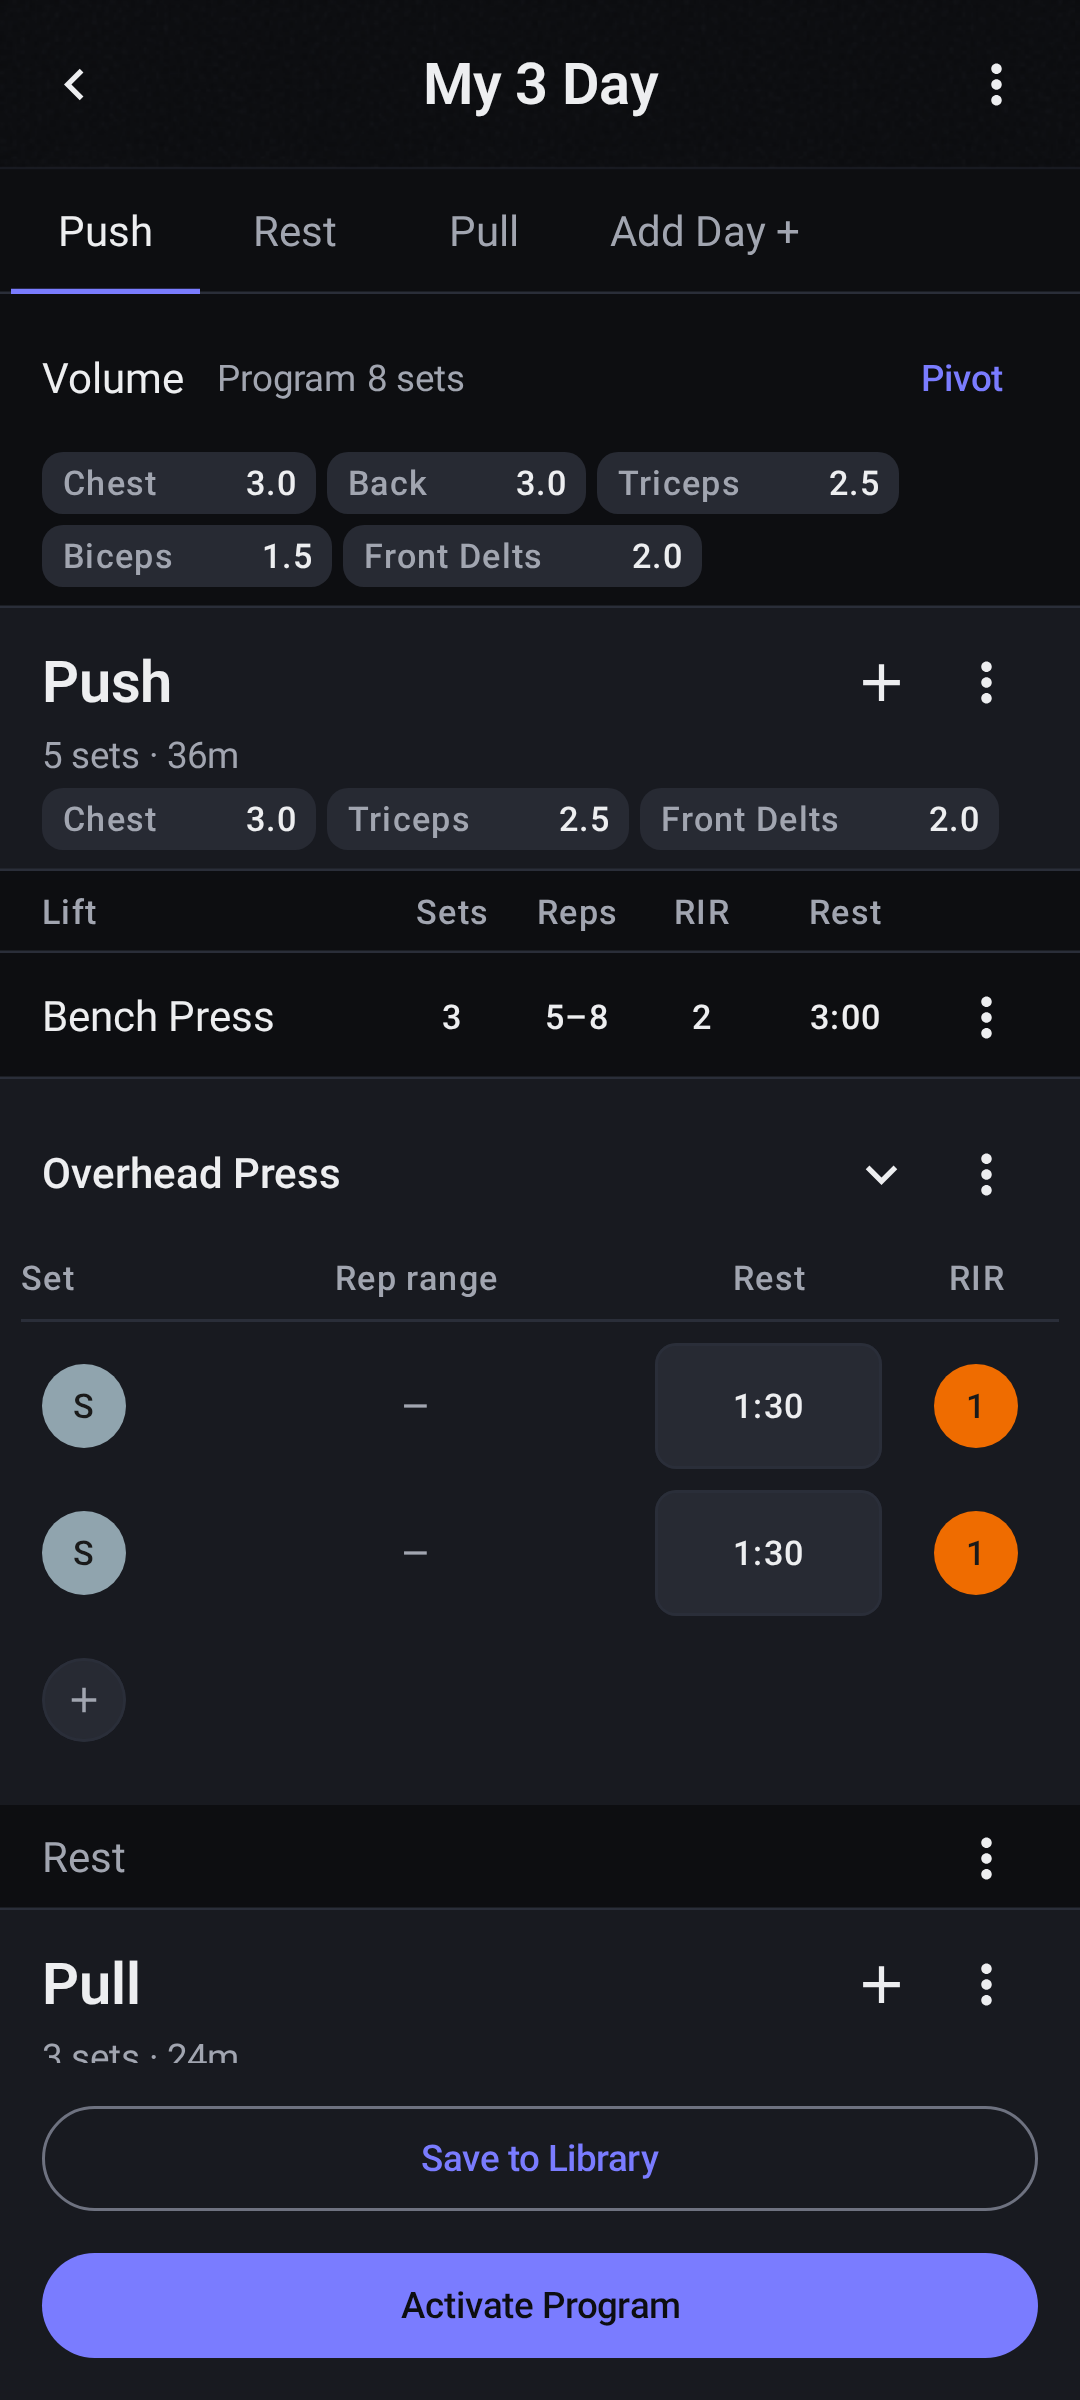 My 3 Day
Push Rest Pull Add Day +
Volume Program 8 sets Pivot
Chest 3.0 Back 3.0 Triceps 2.5
Biceps 1.5 Front Delts 2.0
Push
5 sets · 36m
Chest 3.0 Triceps 2.5 Front Delts 2.0
Lift Sets Reps RIR Rest
Bench Press 3 5–8 2 3:00
Overhead Press
Set Rep range Rest RIR
S – 1:30 1
S – 1:30 1
+
Rest
Pull
3 sets · 24m
Save to Library
Activate Program